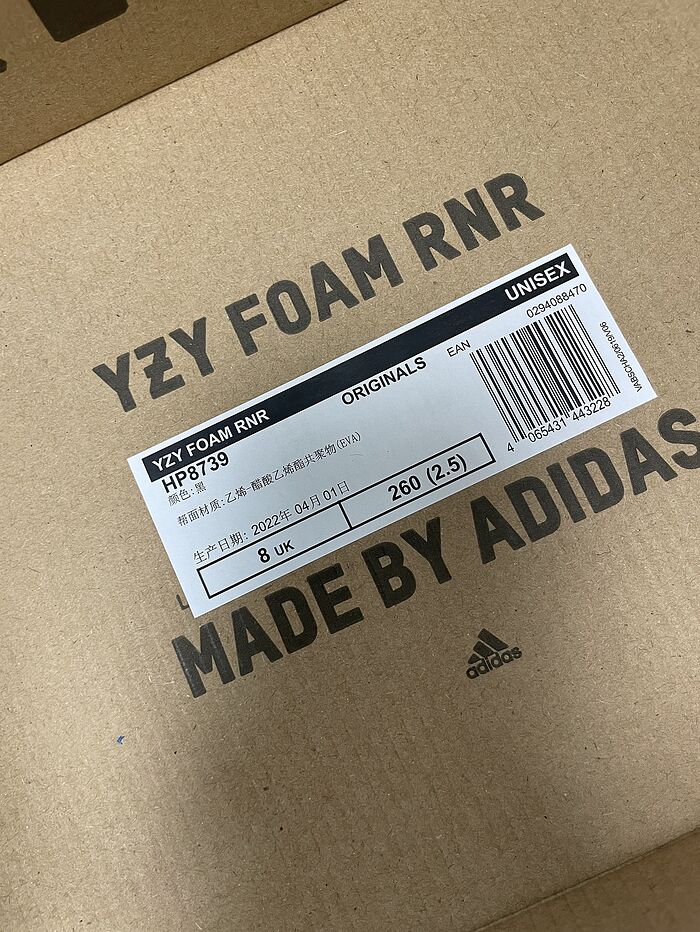 YZY FOAM RNR
YZY FOAM RNR
UNISEX
HP8739
ORIGINALS
EAN
0294088470
颜色:黑
帮面材质:乙烯-醋酸乙烯酯共聚物(EVA)
生产日期: 2022年 04月 01日
8 UK
260 (2.5)
4 065431 443228
MADE BY ADIDAS
adidas